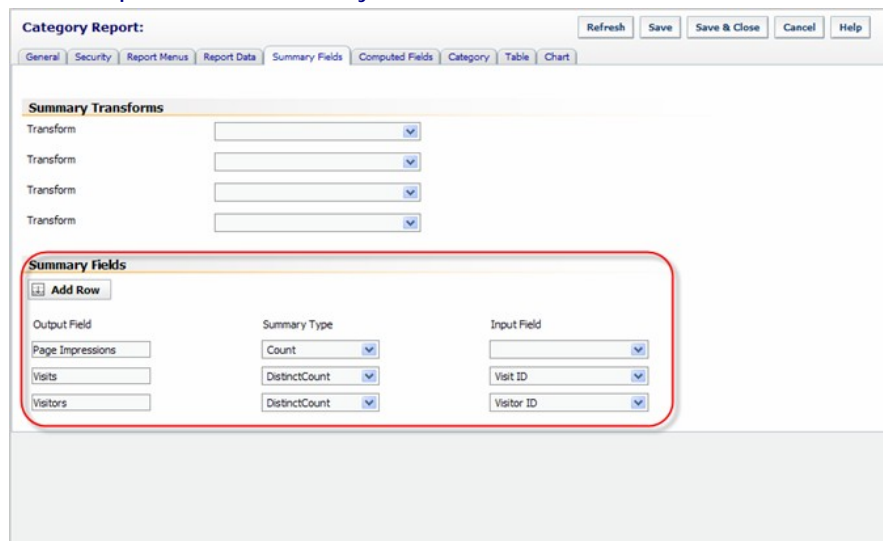 Category Report:
Refresh Save Save & Close Cancel Help
General Security Report Menus Report Data Summary Fields Computed Fields Category Table Chart
Summary Transforms
Transform
Transform
Transform
Transform
Summary Fields
Add Row
Output Field Summary Type Input Field
Page Impressions Count
Visits DistinctCount Visit ID
Visitors DistinctCount Visitor ID